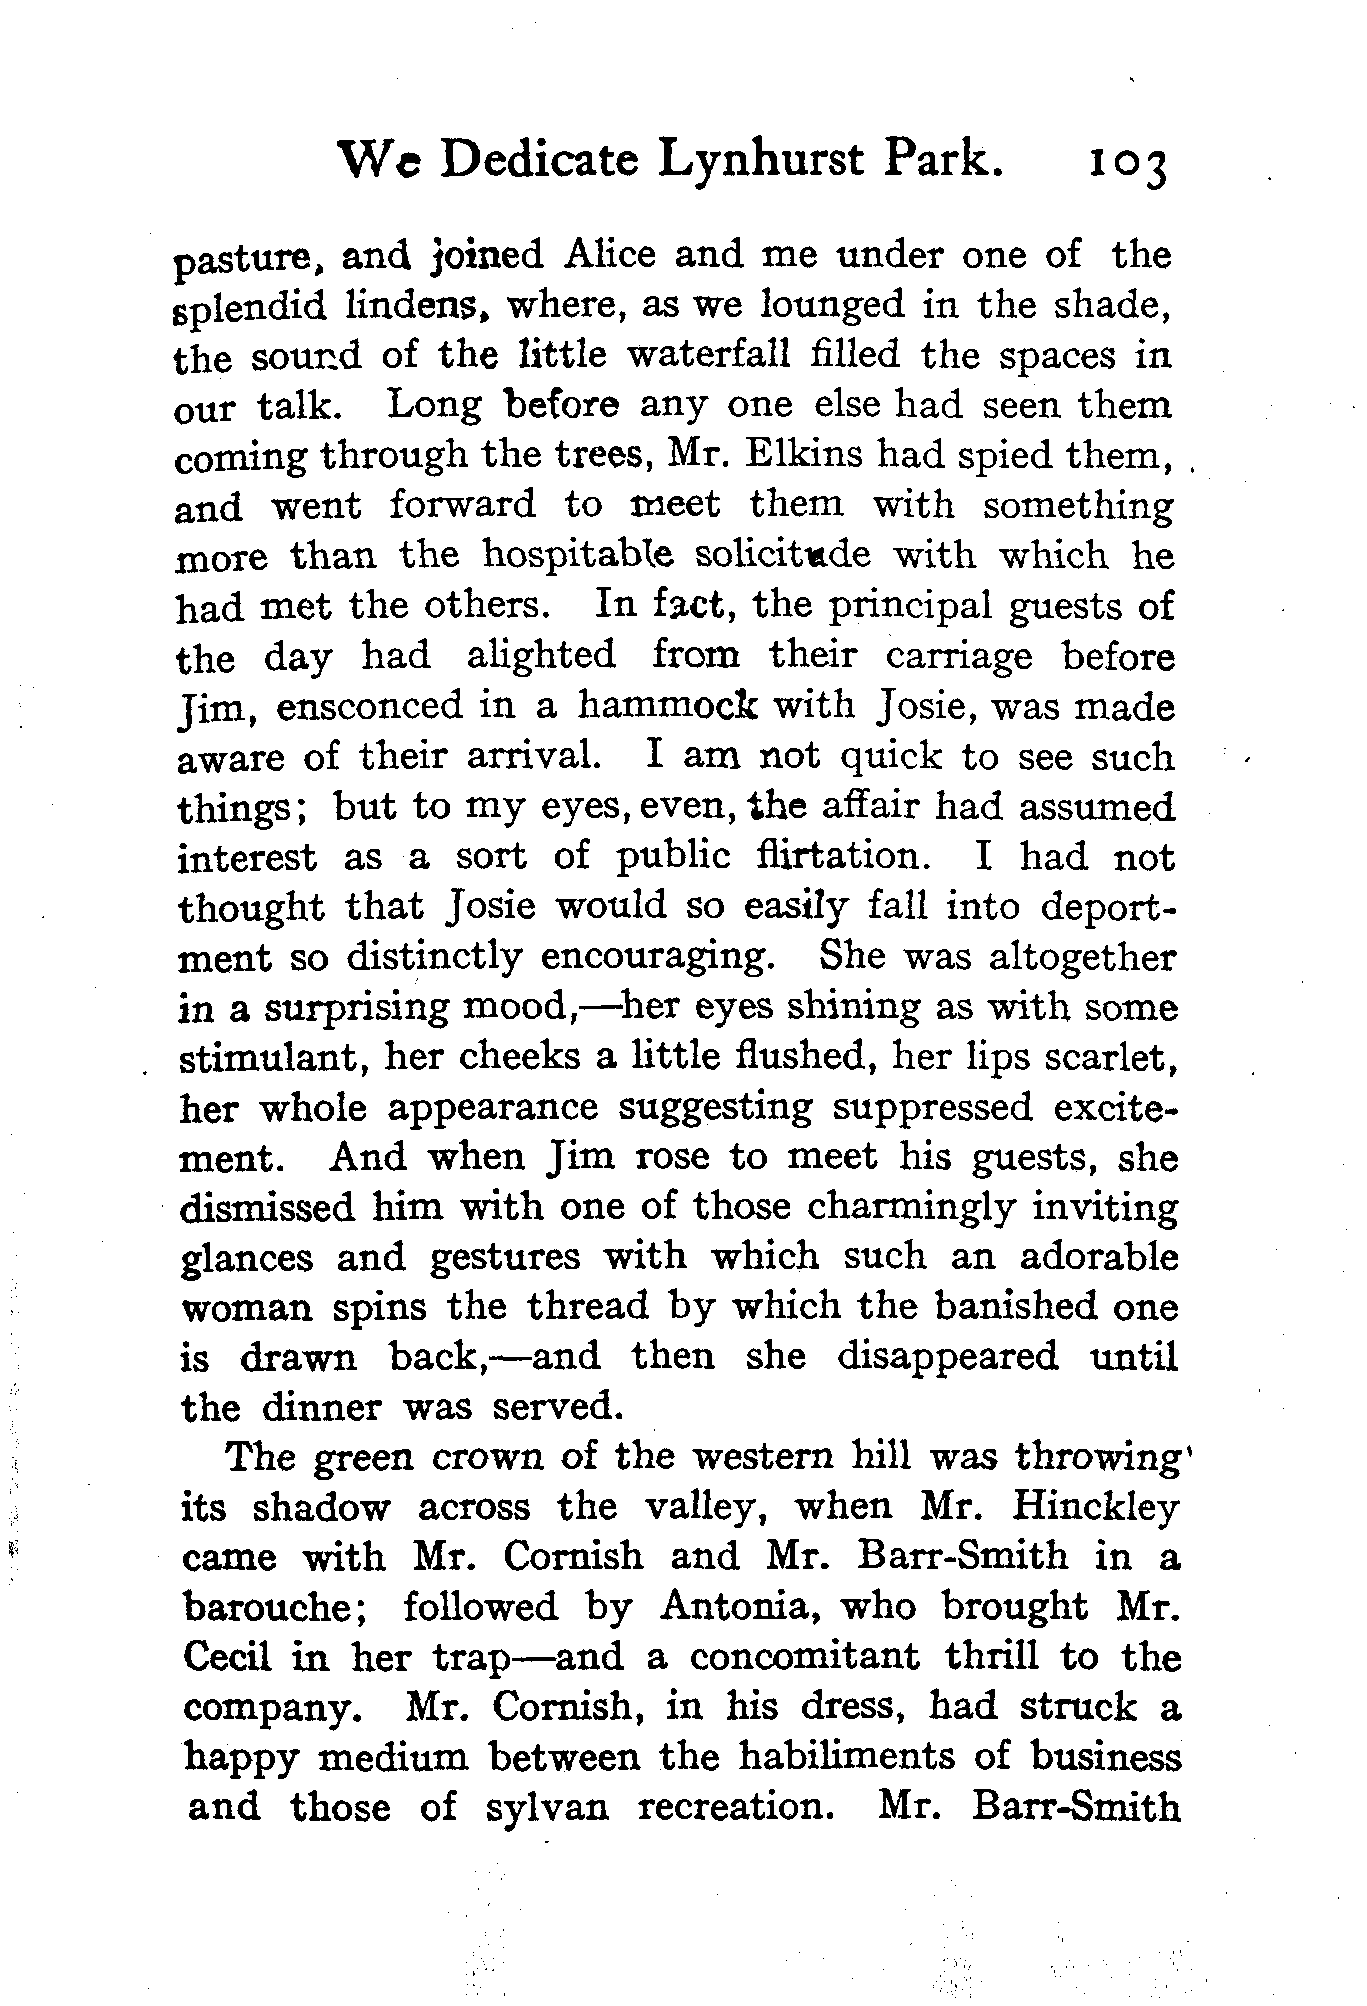 We Dedicate Lynhurst Park. 103
pasture, and joined Alice and me under one of the
splendid lindens, where, as we lounged in the shade,
the sound of the little waterfall filled the spaces in
our talk. Long before any one else had seen them
coming through the trees, Mr. Elkins had spied them,
and went forward to meet them with something
more than the hospitable solicitude with which he
had met the others. In fact, the principal guests of
the day had alighted from their carriage before
Jim, ensconced in a hammock with Josie, was made
aware of their arrival. I am not quick to see such
things; but to my eyes, even, the affair had assumed
interest as a sort of public flirtation. I had not
thought that Josie would so easily fall into deport-
ment so distinctly encouraging. She was altogether
in a surprising mood,—her eyes shining as with some
stimulant, her cheeks a little flushed, her lips scarlet,
her whole appearance suggesting suppressed excite-
ment. And when Jim rose to meet his guests, she
dismissed him with one of those charmingly inviting
glances and gestures with which such an adorable
woman spins the thread by which the banished one
is drawn back,—and then she disappeared until
the dinner was served.
The green crown of the western hill was throwing
its shadow across the valley, when Mr. Hinckley
came with Mr. Cornish and Mr. Barr-Smith in a
barouche; followed by Antonia, who brought Mr.
Cecil in her trap—and a concomitant thrill to the
company. Mr. Cornish, in his dress, had struck a
happy medium between the habiliments of business
and those of sylvan recreation. Mr. Barr-Smith